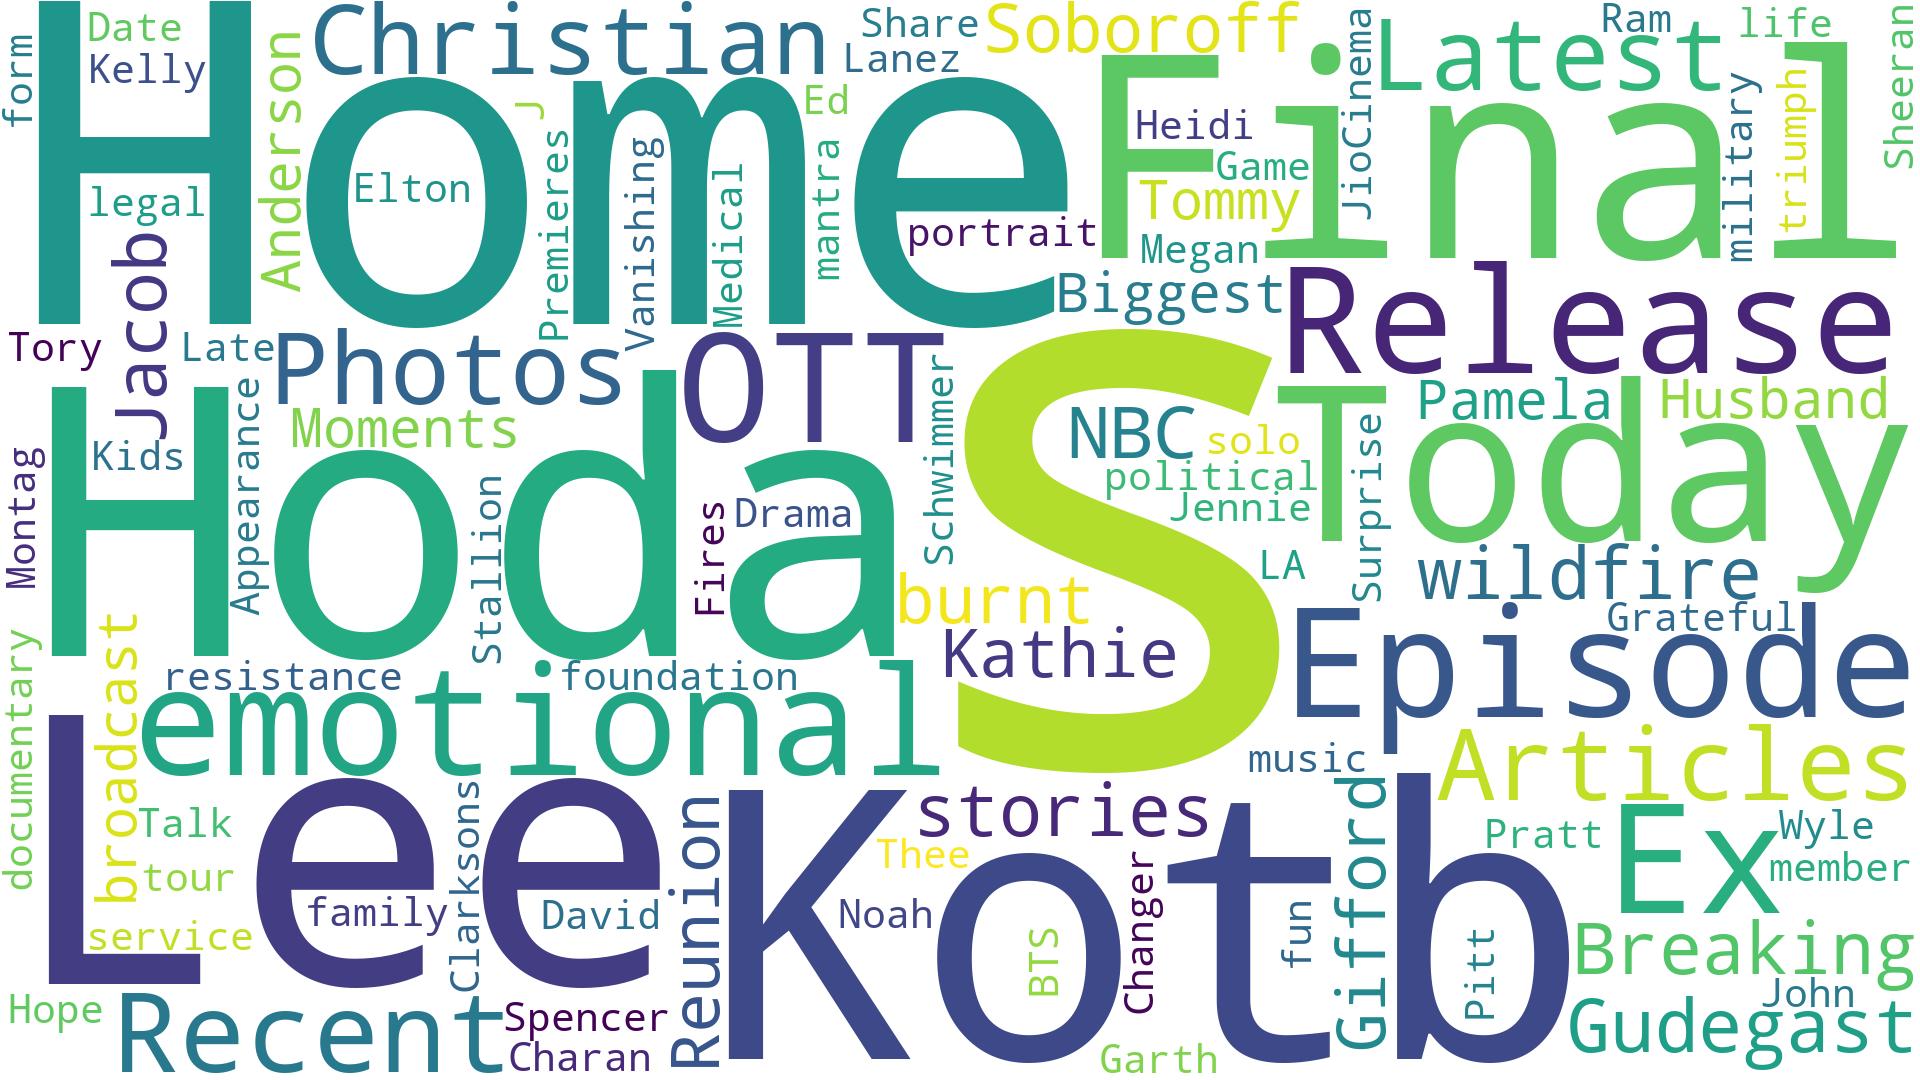 Home
Final
Hoda
S
Today
Lee
Kotb
Christian
Soboroff
Latest
Release
Photos
OTT
Episode
emotional
Articles
Ex
Recent
Breaking
Gudegast
Gifford
Reunion
stories
Kathie
burnt
wildfire
NBC
Jacob
Anderson
Biggest
Tommy
Pamela
Husband
Moments
broadcast
form
Date
Kelly
legal
Elton
Share
Lanez
Ed
J
Premieres
Vanishing
Medical
mantra
portrait
Heidi
Game
Megan
JioCinema
Ram
life
military
triumph
Sheeran
Tory
Late
Kids
Montag
Appearance
Stallion
Fires
Drama
Schwimmer
solo
political
Jennie
LA
Surprise
Grateful
resistance
foundation
documentary
Talk
tour
service
family
Clarksons
David
Noah
Thee
BTS
Changer
fun
music
Pratt
Wyle
member
Pitt
John
Hope
Spencer
Charan
Garth